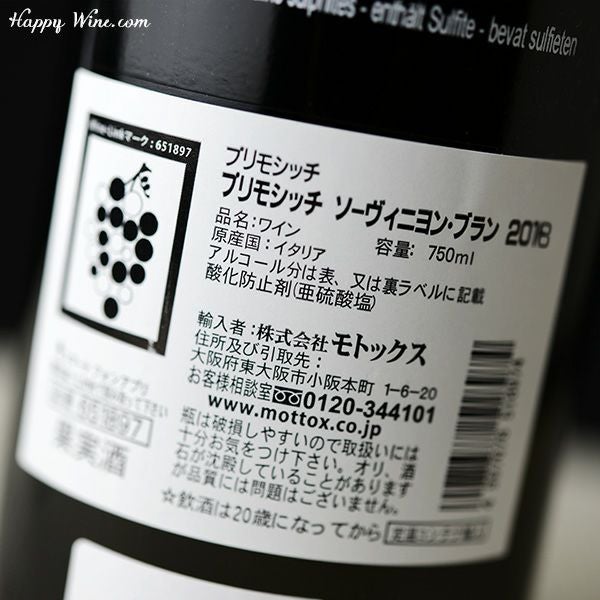 Happy Wine.com
sulphites - enthält Sulfite - bevat sulfieten
マーク:651897
プリモシッチ
プリモシッチ ソーヴィニヨン・ブラン 2018
品名:ワイン 容量: 750ml
原産国:イタリア
アルコール分は表、又は裏ラベルに記載
酸化防止剤(亜硫酸塩)
輸入者:株式会社 モトックス
住所及び引取先:
大阪府東大阪市小阪本町 1-6-20
お客様相談室 0120-344101
www.mottox.co.jp
瓶は破損しやすいので取扱いには
十分お気をつけ下さい。オリ、酒
石が沈殿していることがあります
が品質には問題はございません。
☆飲酒は20歳になってから
651897
果実酒